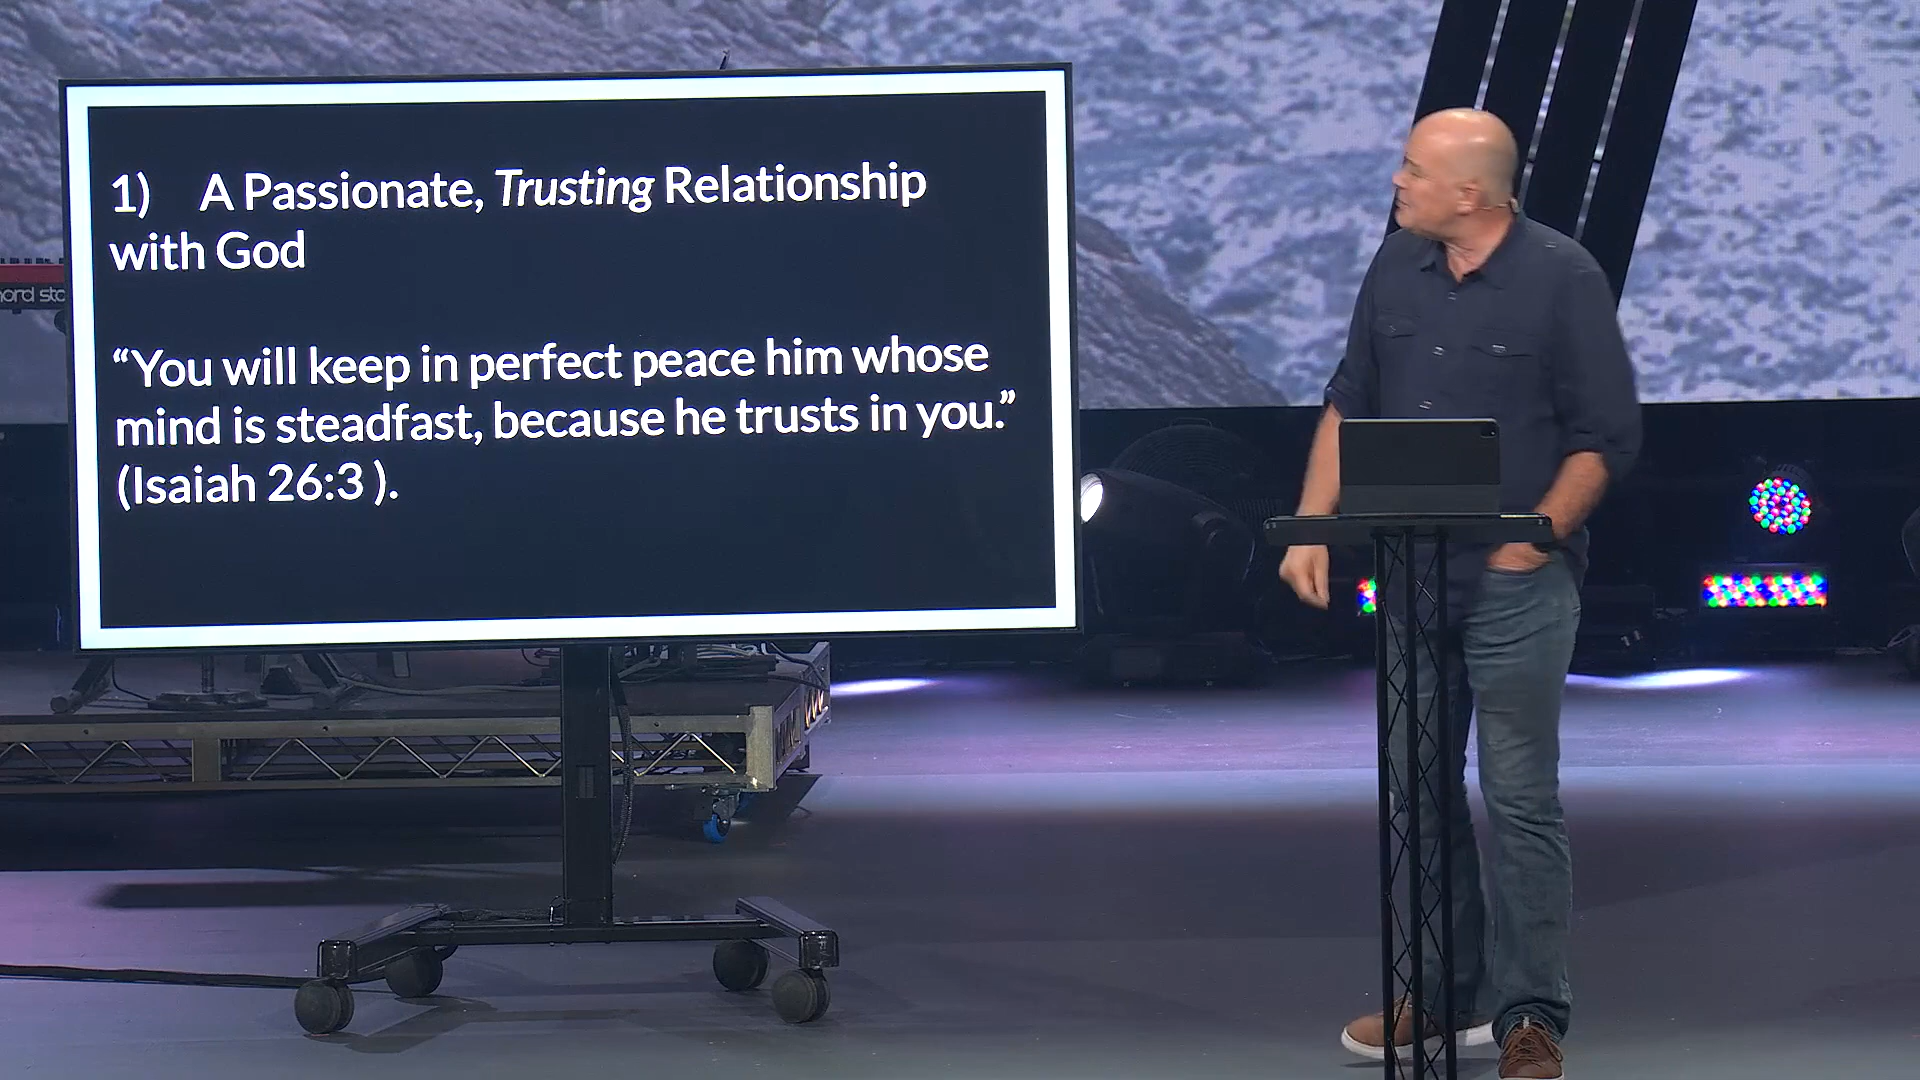 1) A Passionate, Trusting Relationship
with God
“You will keep in perfect peace him whose
mind is steadfast, because he trusts in you.”
(Isaiah 26:3 ).